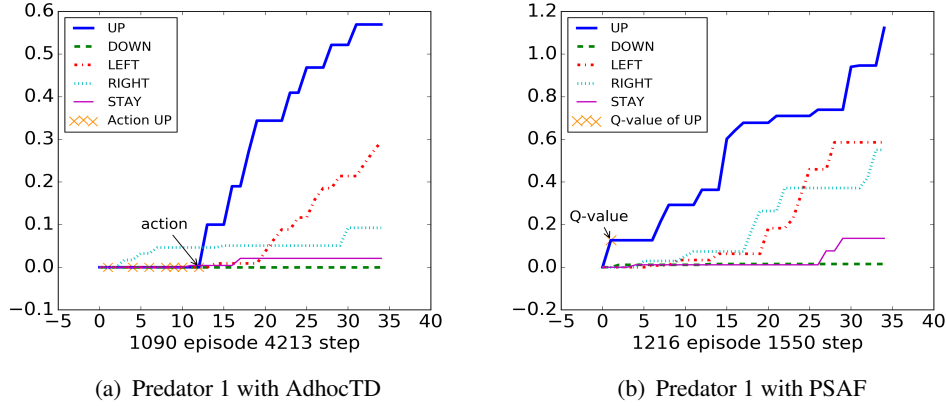 0.6
0.5
0.4
0.3
0.2
0.1
0.0
−0.1
UP
DOWN
LEFT
RIGHT
STAY
Action UP
action
−5 0 5 10 15 20 25 30 35 40
1090 episode 4213 step
(a) Predator 1 with AdhocTD
1.2
1.0
0.8
0.6
0.4
0.2
0.0
−0.2
UP
DOWN
LEFT
RIGHT
STAY
Q-value of UP
Q-value
−5 0 5 10 15 20 25 30 35 40
1216 episode 1550 step
(b) Predator 1 with PSAF